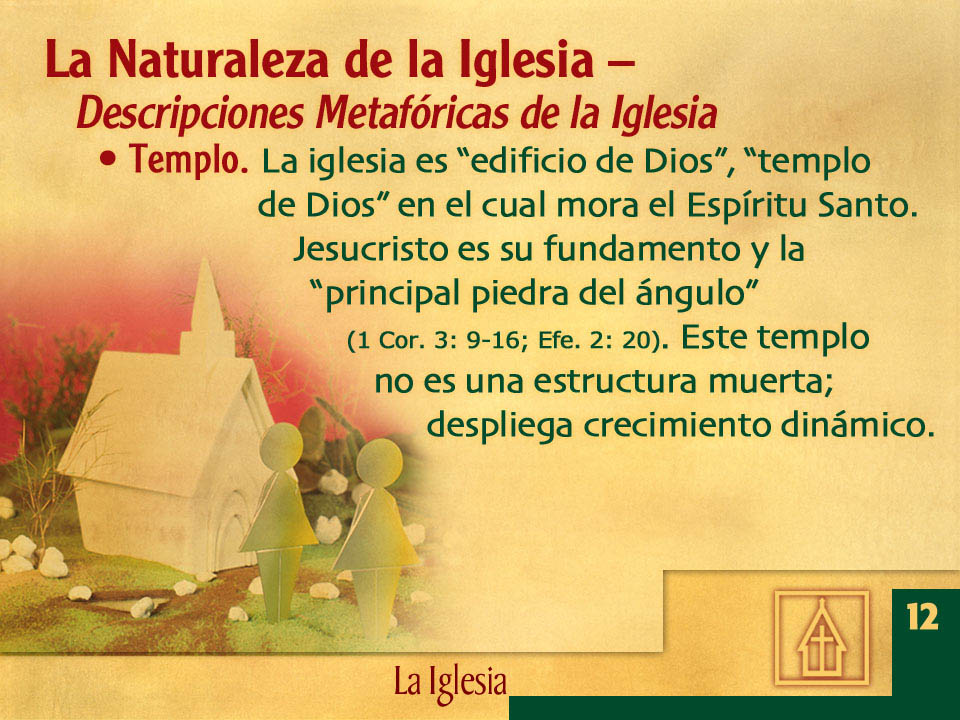 La Naturaleza de la Iglesia –
Descripciones Metafóricas de la Iglesia
• Templo. La iglesia es “edificio de Dios”, “templo
de Dios” en el cual mora el Espíritu Santo.
Jesucristo es su fundamento y la
“principal piedra del ángulo”
(1 Cor. 3: 9-16; Efe. 2: 20). Este templo
no es una estructura muerta;
despliega crecimiento dinámico.
12
La Iglesia